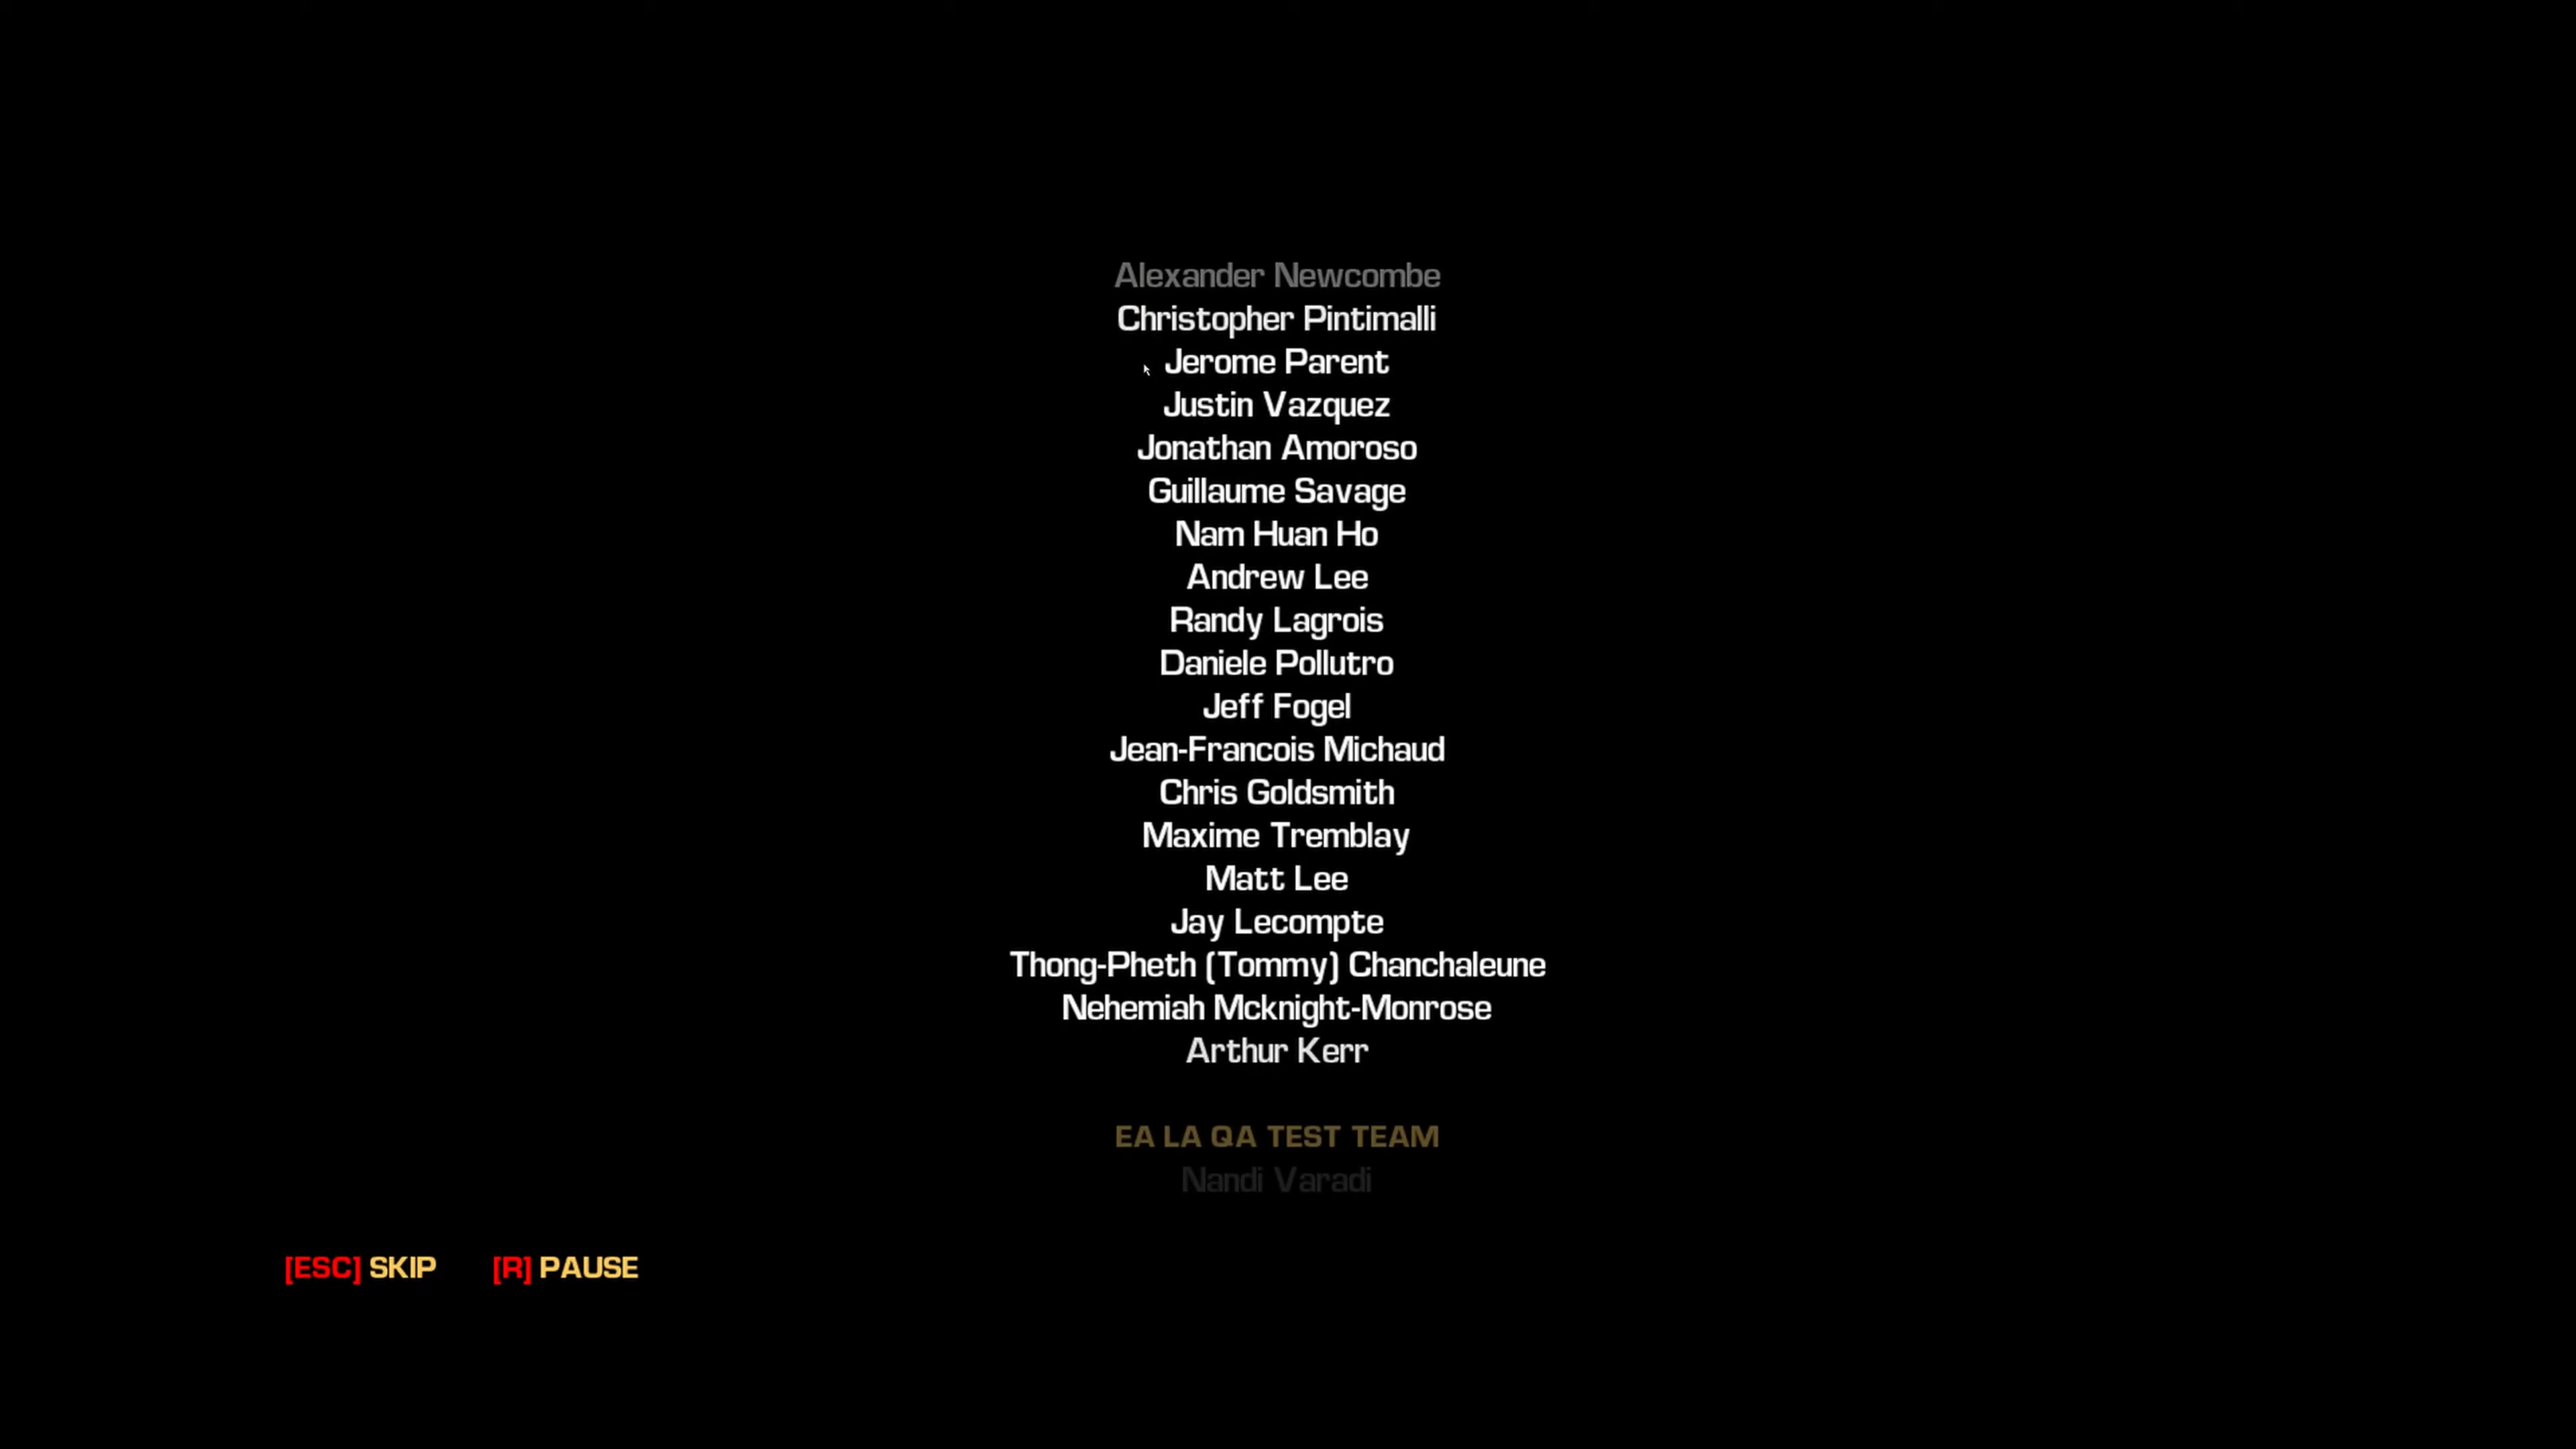 Alexander Newcombe
Christopher Pintimalli
Jerome Parent
Justin Vazquez
Jonathan Amoroso
Guillaume Savage
Nam Huan Ho
Andrew Lee
Randy Lagrois
Daniele Pollutro
Jeff Fogel
Jean-Francois Michaud
Chris Goldsmith
Maxime Tremblay
Matt Lee
Jay Lecompte
Thong-Pheth (Tommy) Chanchaleune
Nehemiah Mcknight-Monrose
Arthur Kerr
EA LA QA TEST TEAM
Nandi Varadi
[ESC] SKIP [R] PAUSE